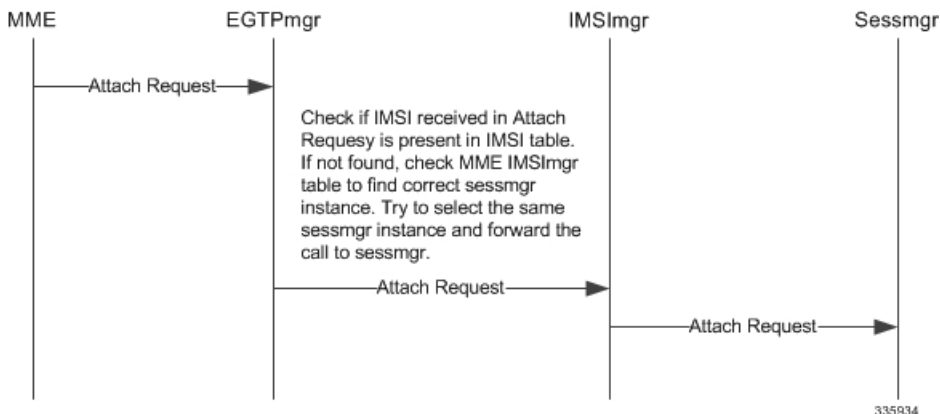 MME
EGTPmgr
IMSImgr
Sessmgr
Attach Request
Check if IMSI received in Attach
Requesy is present in IMSI table.
If not found, check MME IMSImgr
table to find correct sessmgr
instance. Try to select the same
sessmgr instance and forward the
call to sessmgr.
Attach Request
Attach Request
335934